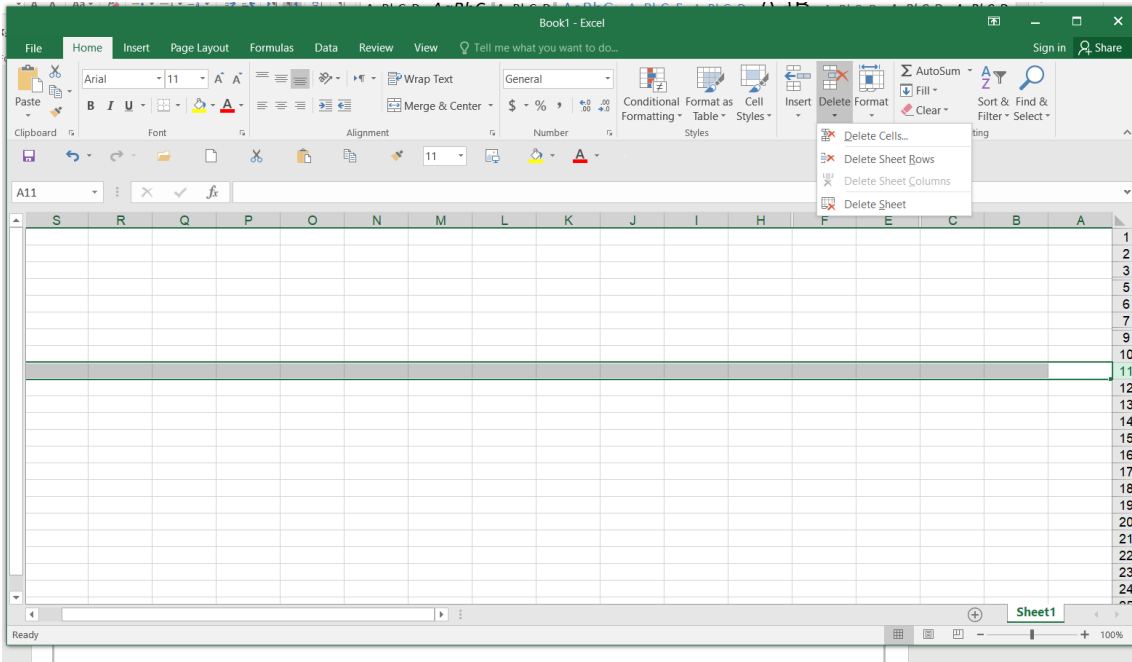 Book1 - Excel
File Home Insert Page Layout Formulas Data Review View Tell me what you want to do... Sign in Share
Arial 11 A A Wrap Text General AutoSum
Fill
Paste B I U A Merge & Center $ % , Conditional Format as Cell Insert Delete Format Clear Sort & Find &
Formatting Table Styles Filter Select
Clipboard Font Alignment Number Styles ting
Delete Cells...
Delete Sheet Rows
Delete Sheet Columns
Delete Sheet
11 A
A11 fx
S R Q P O N M L K J I H F E C B A
1
2
3
5
6
7
9
10
11
12
13
14
15
16
17
18
19
20
21
22
23
24
Sheet1
Ready 100%